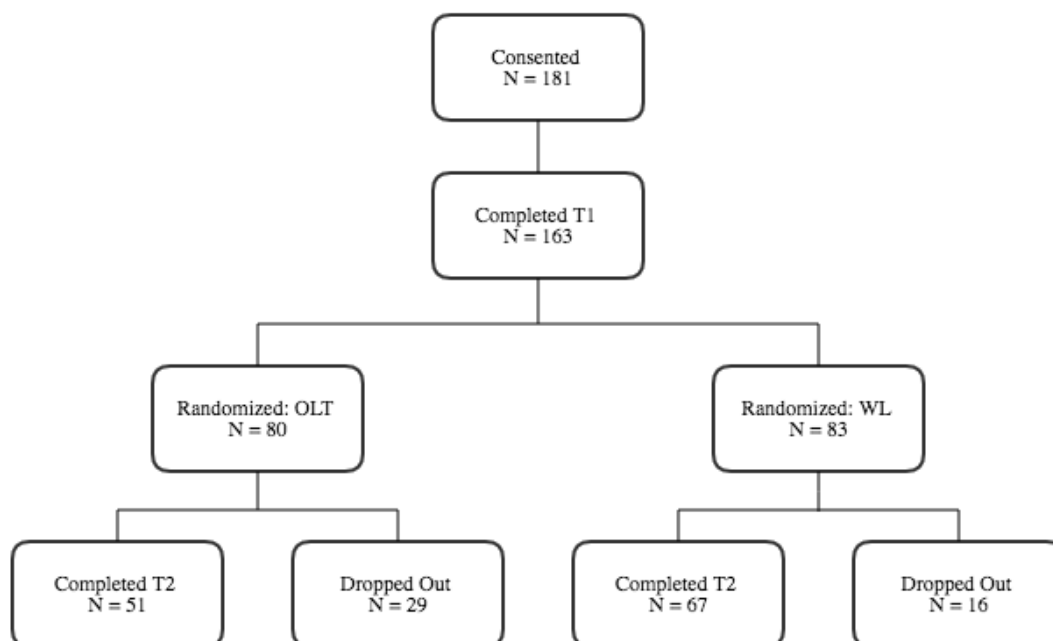 Consented
N = 181
Completed T1
N = 163
Randomized: OLT
N = 80
Randomized: WL
N = 83
Completed T2
N = 51
Dropped Out
N = 29
Completed T2
N = 67
Dropped Out
N = 16